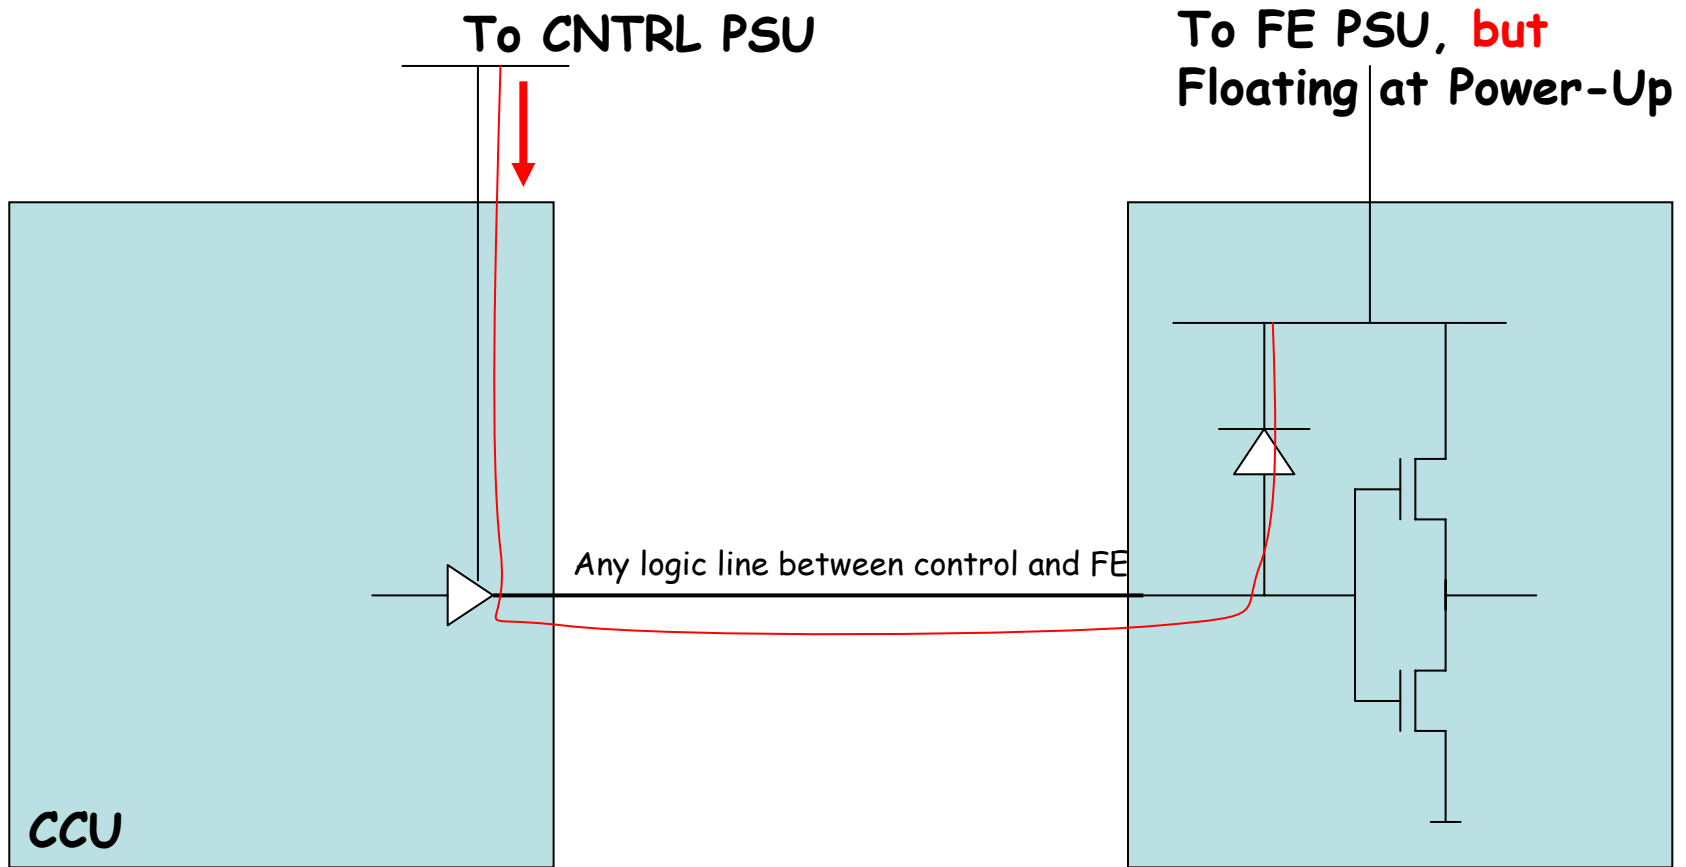 To CNTRL PSU
To FE PSU, but
Floating at Power-Up
Any logic line between control and FE
CCU